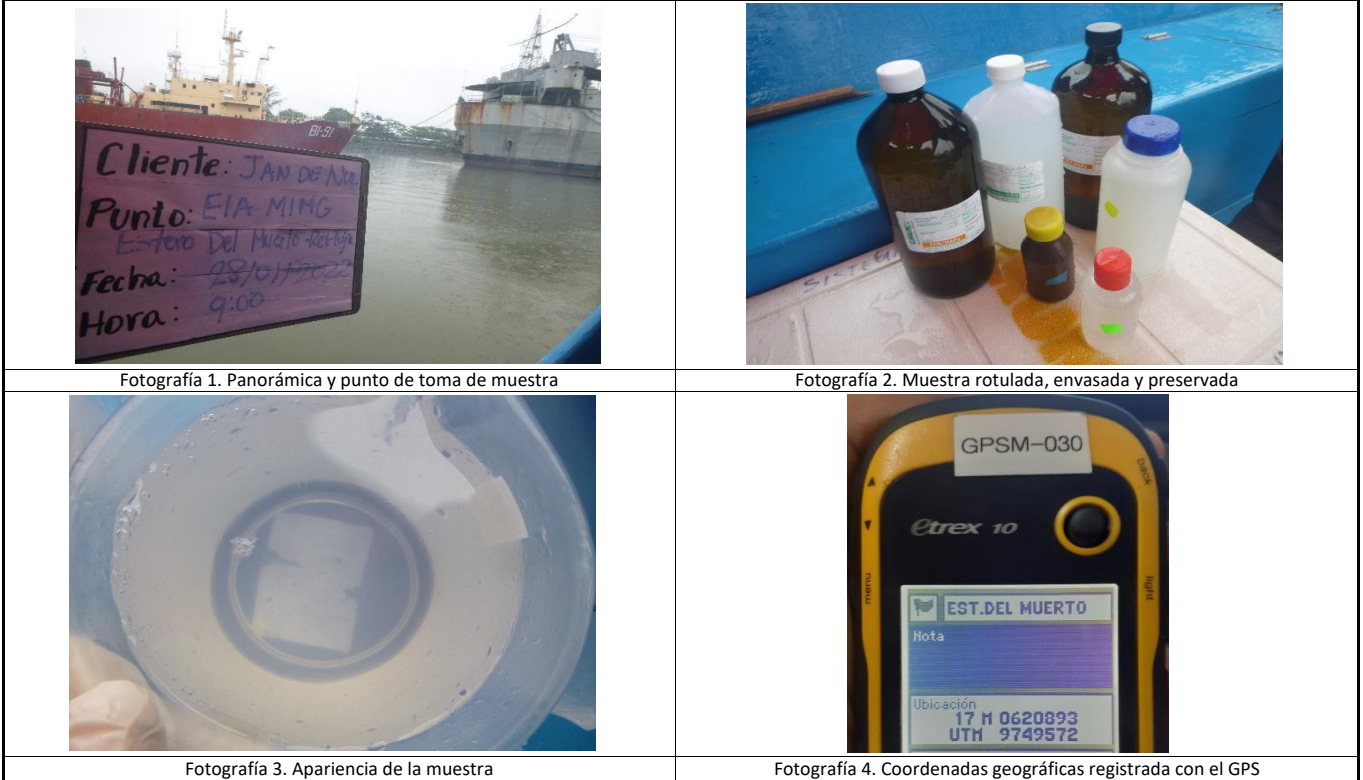 BI-91
Cliente: JAN DE NUL
Punto: EIA MIMG
Estero Del Muerto-Reflujo
Fecha: 28/01/2022
Hora: 9:00
SISTE
Fotografía 1. Panorámica y punto de toma de muestra
Fotografía 2. Muestra rotulada, envasada y preservada
GPSM-030
back
etrex 10
menu
light
EST.DEL MUERTO
Nota
Ubicación
17 M 0620893
UTM 9749572
Fotografía 3. Apariencia de la muestra
Fotografía 4. Coordenadas geográficas registrada con el GPS